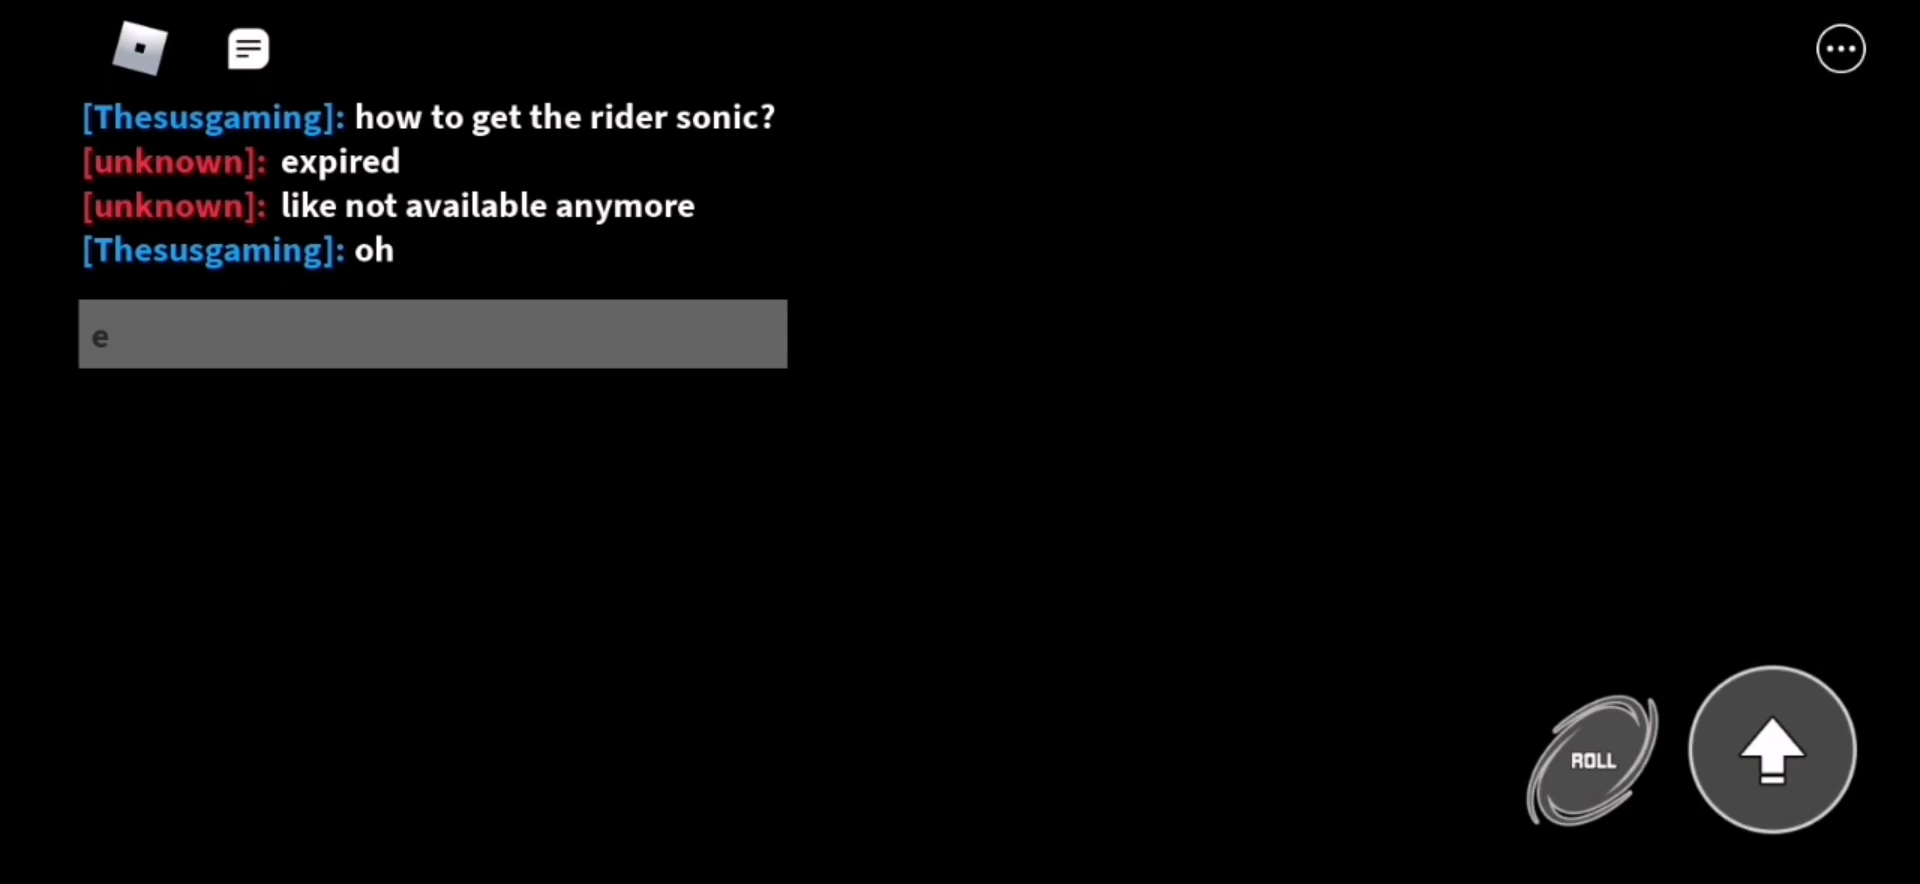 [Thesusgaming]: how to get the rider sonic?
[unknown]: expired
[unknown]: like not available anymore
[Thesusgaming]: oh
e
ROLL